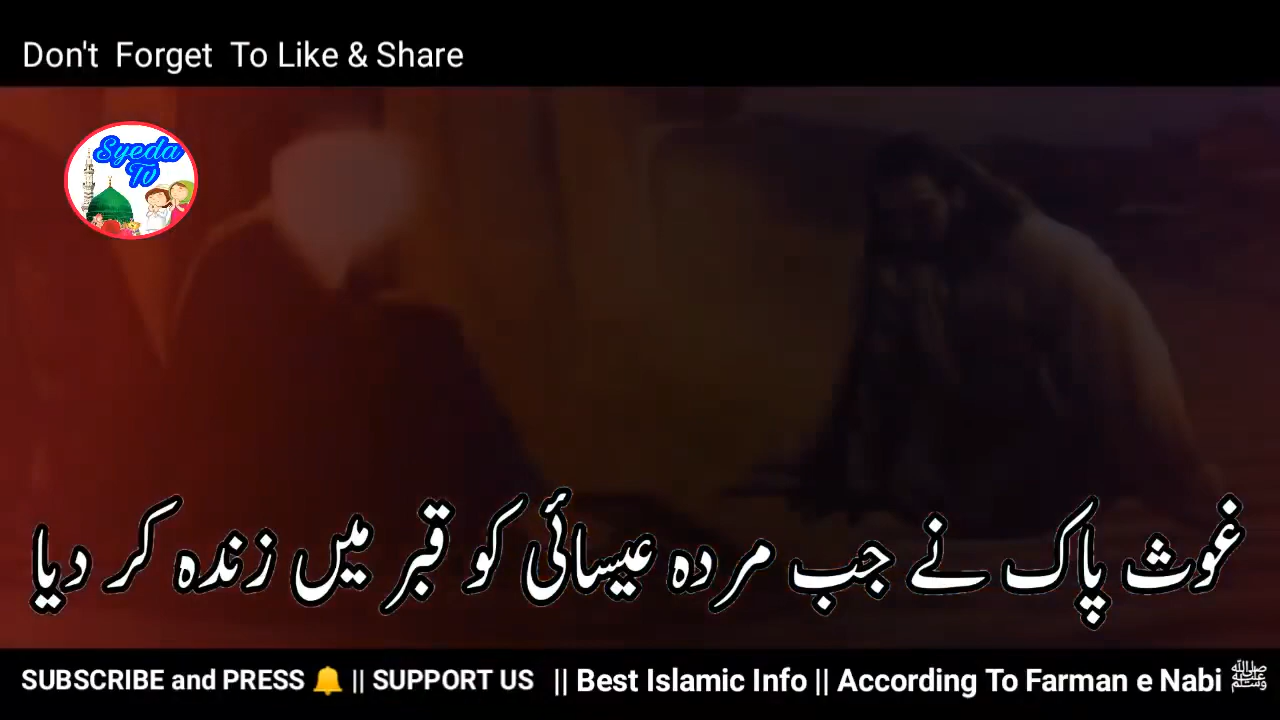 Don't Forget To Like & Share
Syeda
Tv
غوث پاک نے جب مردہ عیسائی کو قبر میں زندہ کر دیا
SUBSCRIBE and PRESS 🔔 || SUPPORT US || Best Islamic Info || According To Farman e Nabi ﷺ